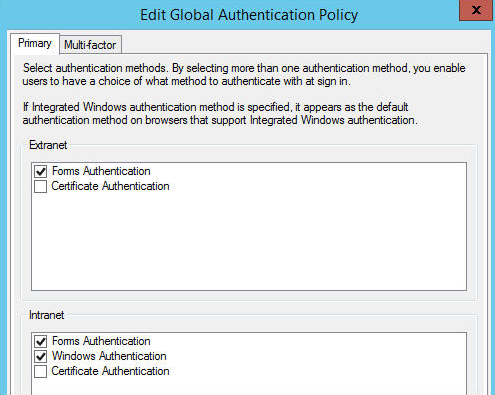 Edit Global Authentication Policy
x
Primary Multi-factor
Select authentication methods. By selecting more than one authentication method, you enable
users to have a choice of what method to authenticate with at sign in.
If Integrated Windows authentication method is specified, it appears as the default
authentication method on browsers that support Integrated Windows authentication.
Extranet
Forms Authentication
Certificate Authentication
Intranet
Forms Authentication
Windows Authentication
Certificate Authentication